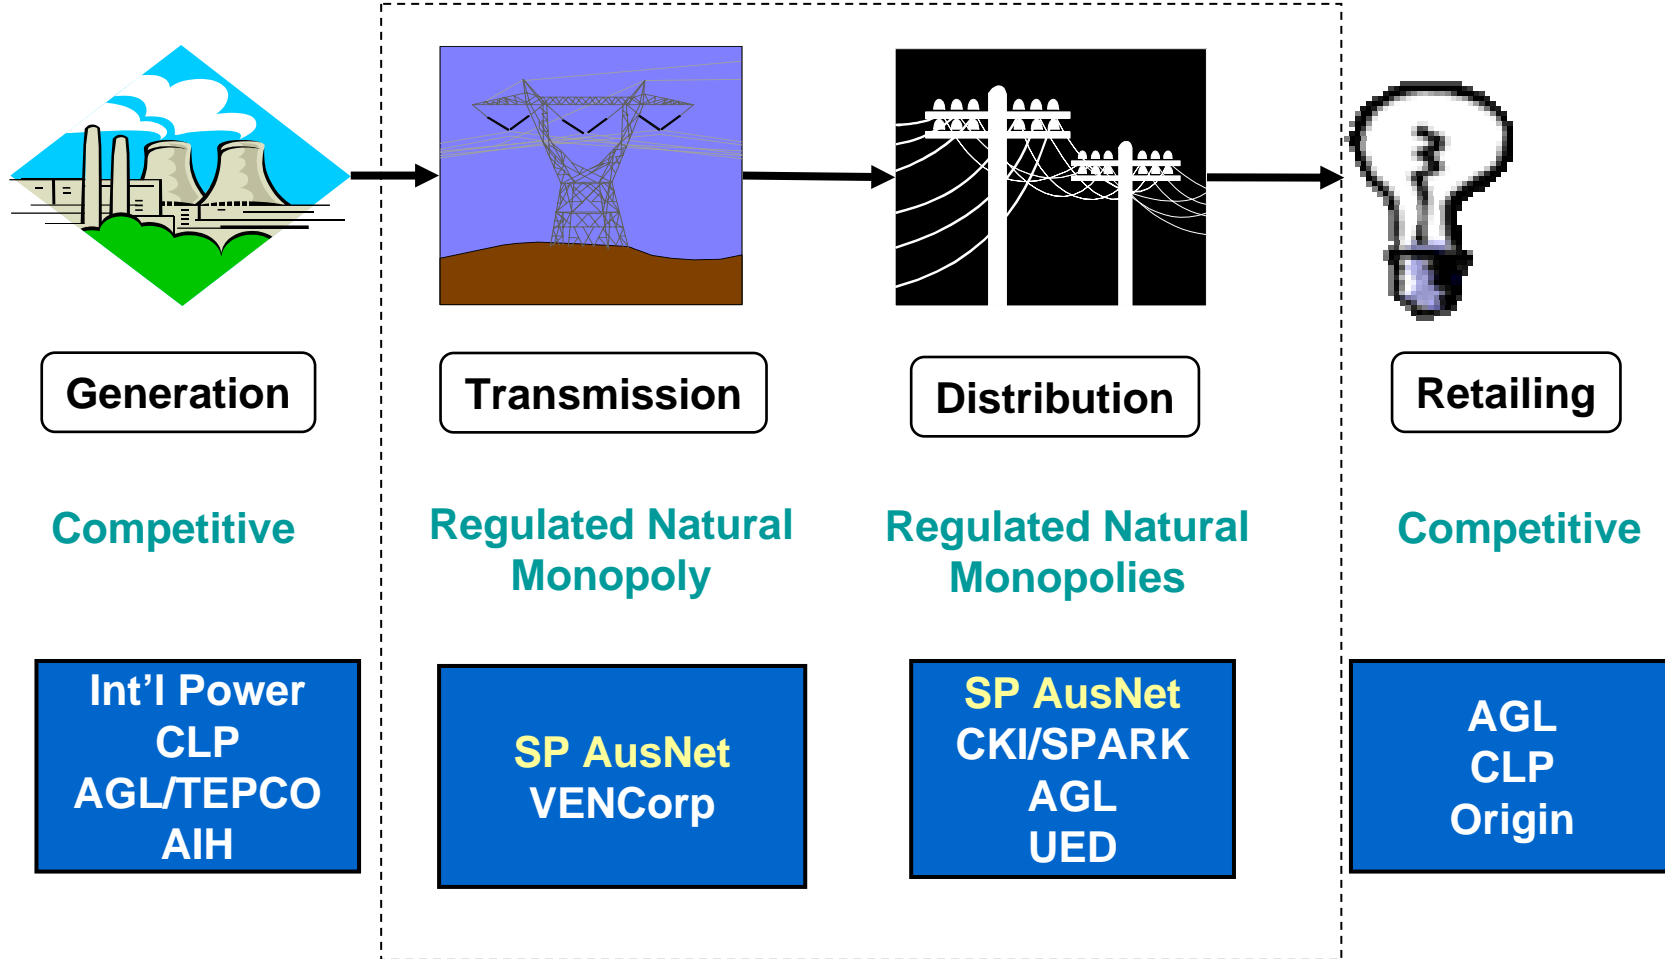 Generation
Transmission
Distribution
Retailing
Competitive
Regulated Natural
Monopoly
Regulated Natural
Monopolies
Competitive
Int’l Power
CLP
AGL/TEPCO
AIH
SP AusNet
VENCorp
SP AusNet
CKI/SPARK
AGL
UED
AGL
CLP
Origin